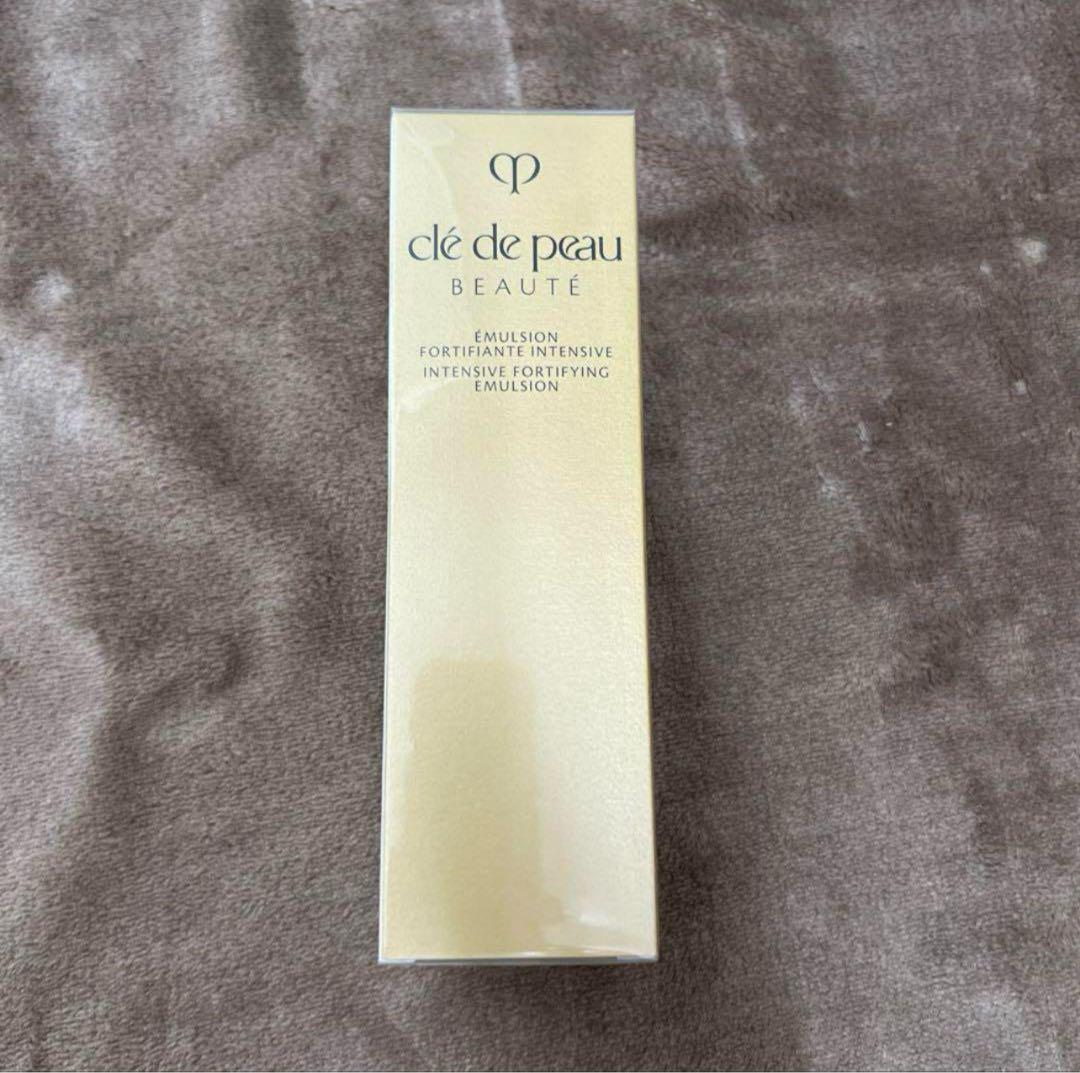 clé de peau
BEAUTÉ
ÉMULSION
FORTIFIANTE INTENSIVE
INTENSIVE FORTIFYING
EMULSION